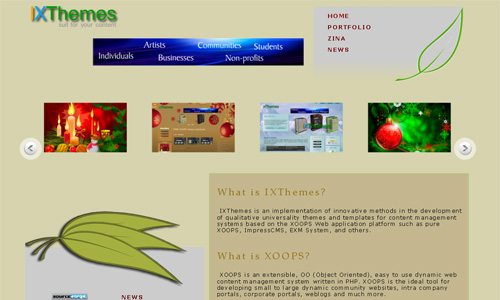 IXThemes
suit for your content
HOME
PORTFOLIO
ZINA
NEWS
Artists Communities Students
Individuals Businesses Non-profits
What is IXThemes?
IXThemes is an implementation of innovative methods in the development
of qualitative universality themes and templates for content management
systems based on the XOOPS Web application platform such as pure
XOOPS, ImpressCMS, EKM System, and others.
What is XOOPS?
XOOPS is an extensible, OO (Object Oriented), easy to use dynamic web
content management system written in PHP. XOOPS is the ideal tool for
developing small to large dynamic community websites, intra company
portals, corporate portals, weblogs and much more.
sourceforge
NEWS